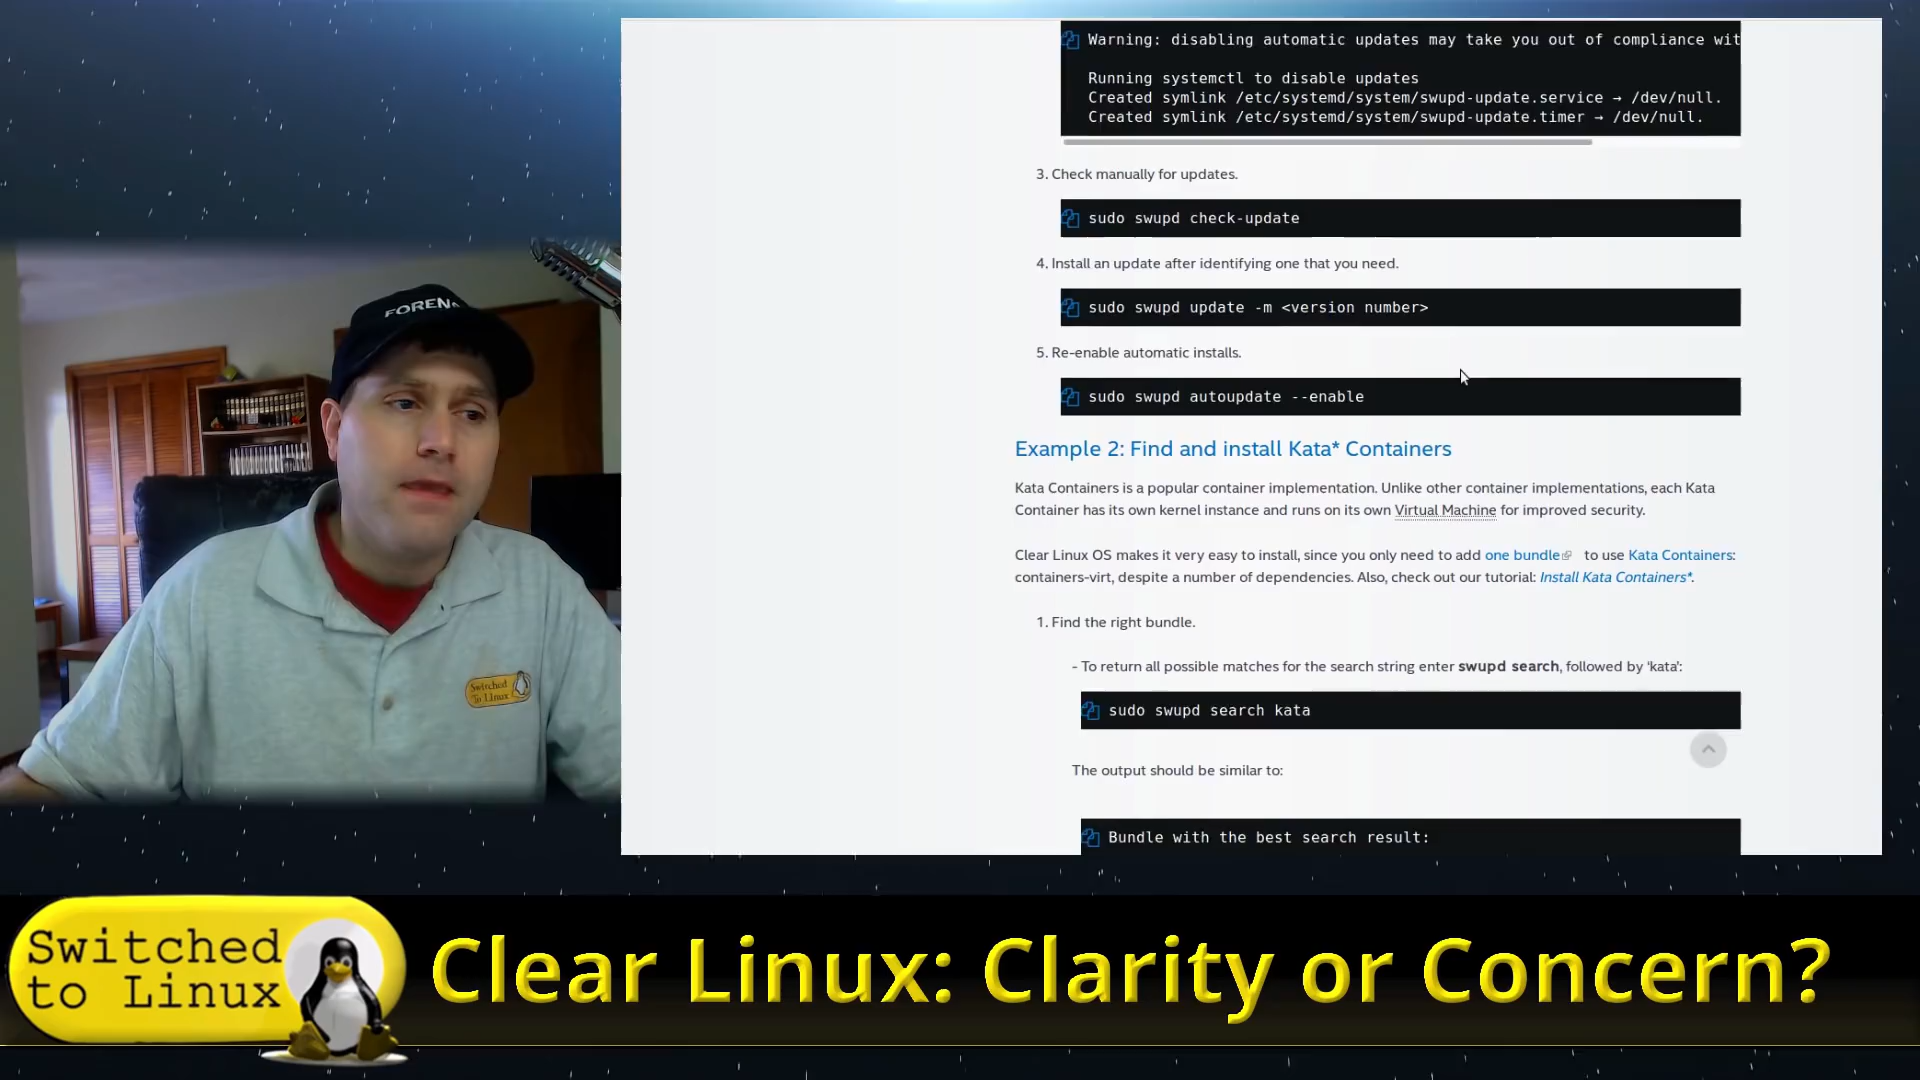 Warning: disabling automatic updates may take you out of compliance wit
Running systemctl to disable updates
Created symlink /etc/systemd/system/swupd-update.service → /dev/null.
Created symlink /etc/systemd/system/swupd-update.timer → /dev/null.
3. Check manually for updates.
sudo swupd check-update
4. Install an update after identifying one that you need.
sudo swupd update -m <version number>
5. Re-enable automatic installs.
sudo swupd autoupdate --enable
Example 2: Find and install Kata* Containers
Kata Containers is a popular container implementation. Unlike other container implementations, each Kata
Container has its own kernel instance and runs on its own Virtual Machine for improved security.
Clear Linux OS makes it very easy to install, since you only need to add one bundle to use Kata Containers:
containers-virt, despite a number of dependencies. Also, check out our tutorial: Install Kata Containers*.
1. Find the right bundle.
- To return all possible matches for the search string enter swupd search, followed by ‘kata’:
sudo swupd search kata
The output should be similar to:
Bundle with the best search result:
FOREN
Switched
To Linux
Switched
to Linux
Clear Linux: Clarity or Concern?